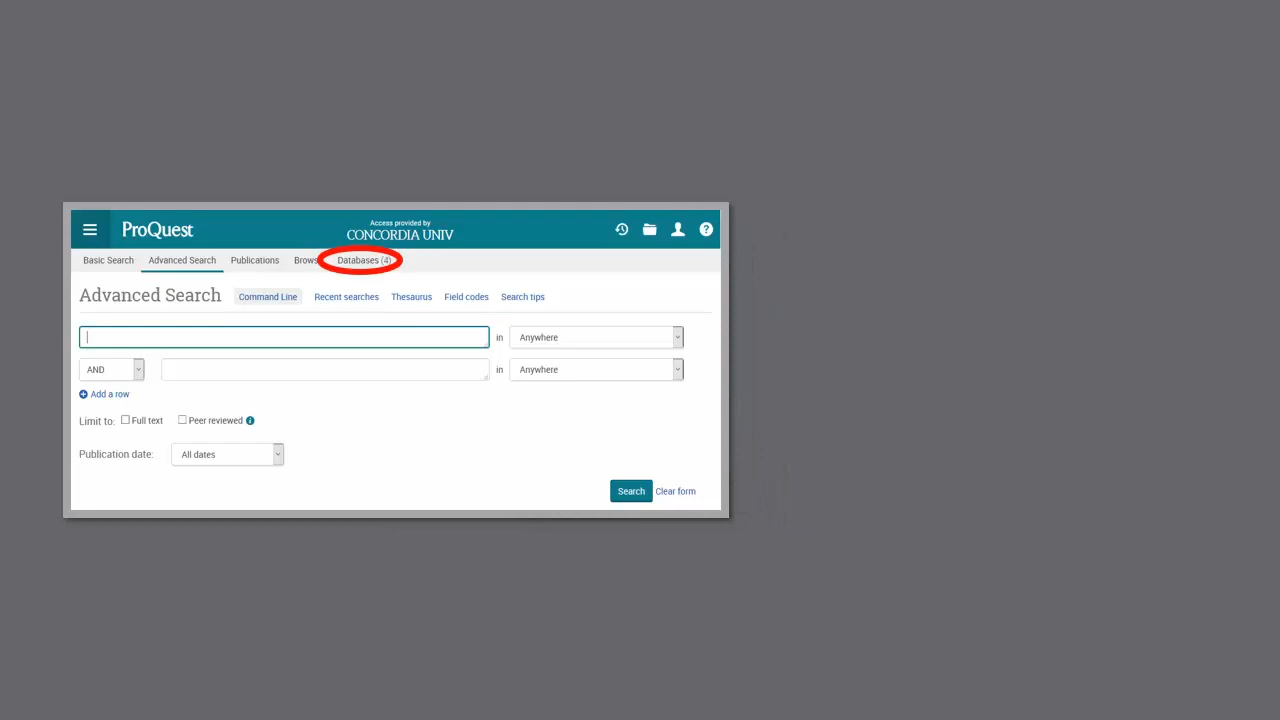 ProQuest
Access provided by
CONCORDIA UNIV
Basic Search Advanced Search Publications Databases (4)
Advanced Search Command Line Recent searches Thesaurus Field codes Search tips
in Anywhere
AND in Anywhere
Add a row
Limit to: Full text Peer reviewed
Publication date: All dates
Search Clear form